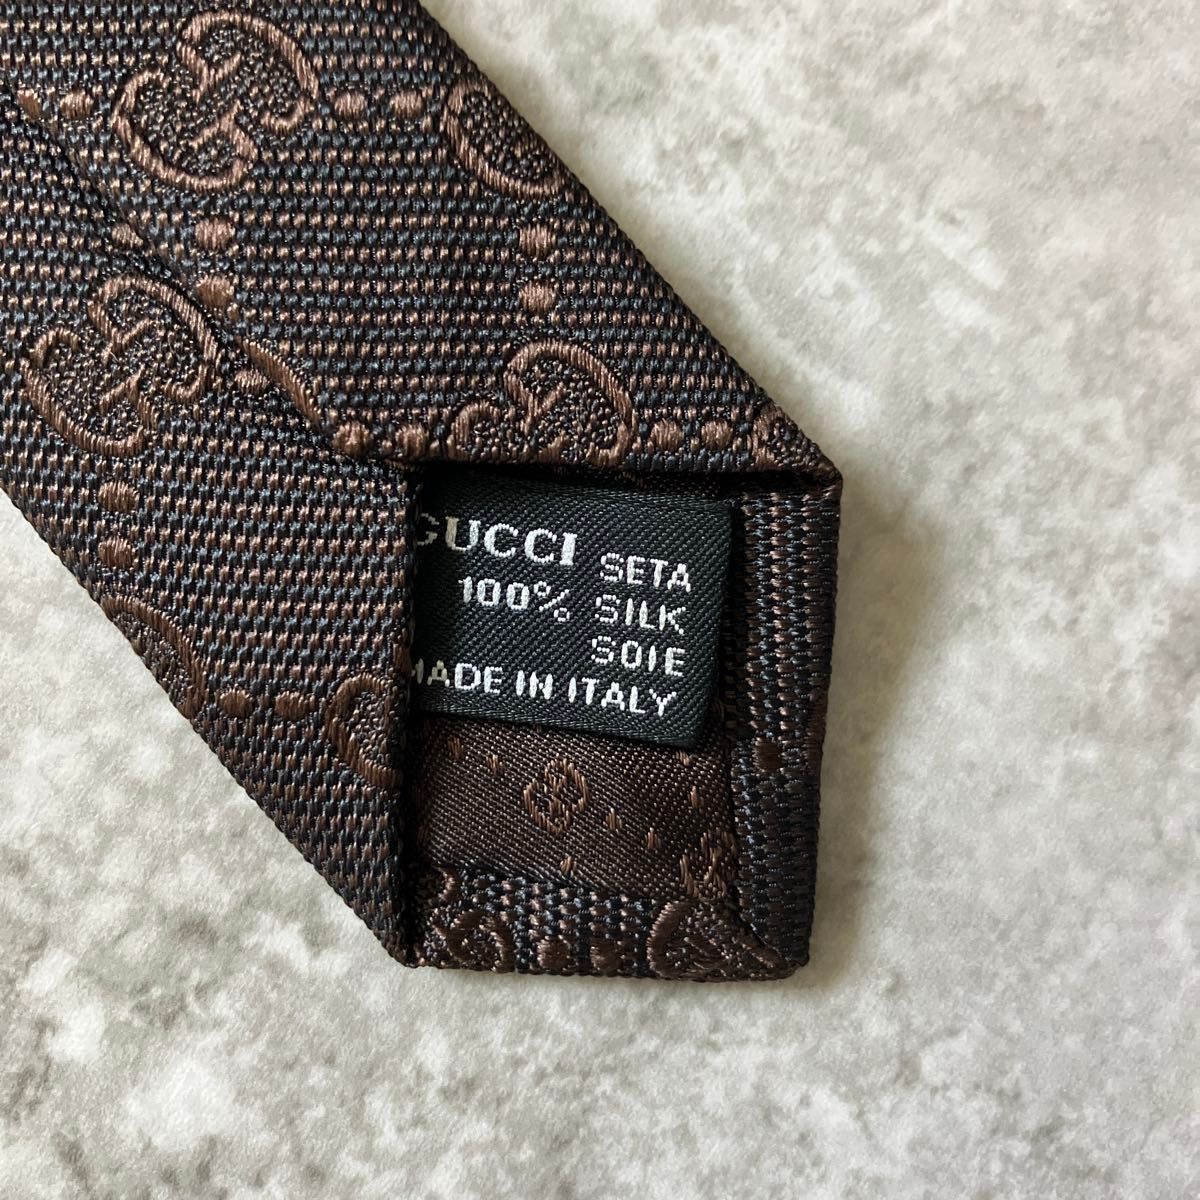 GUCCI SETA
100% SILK
SOIE
MADE IN ITALY